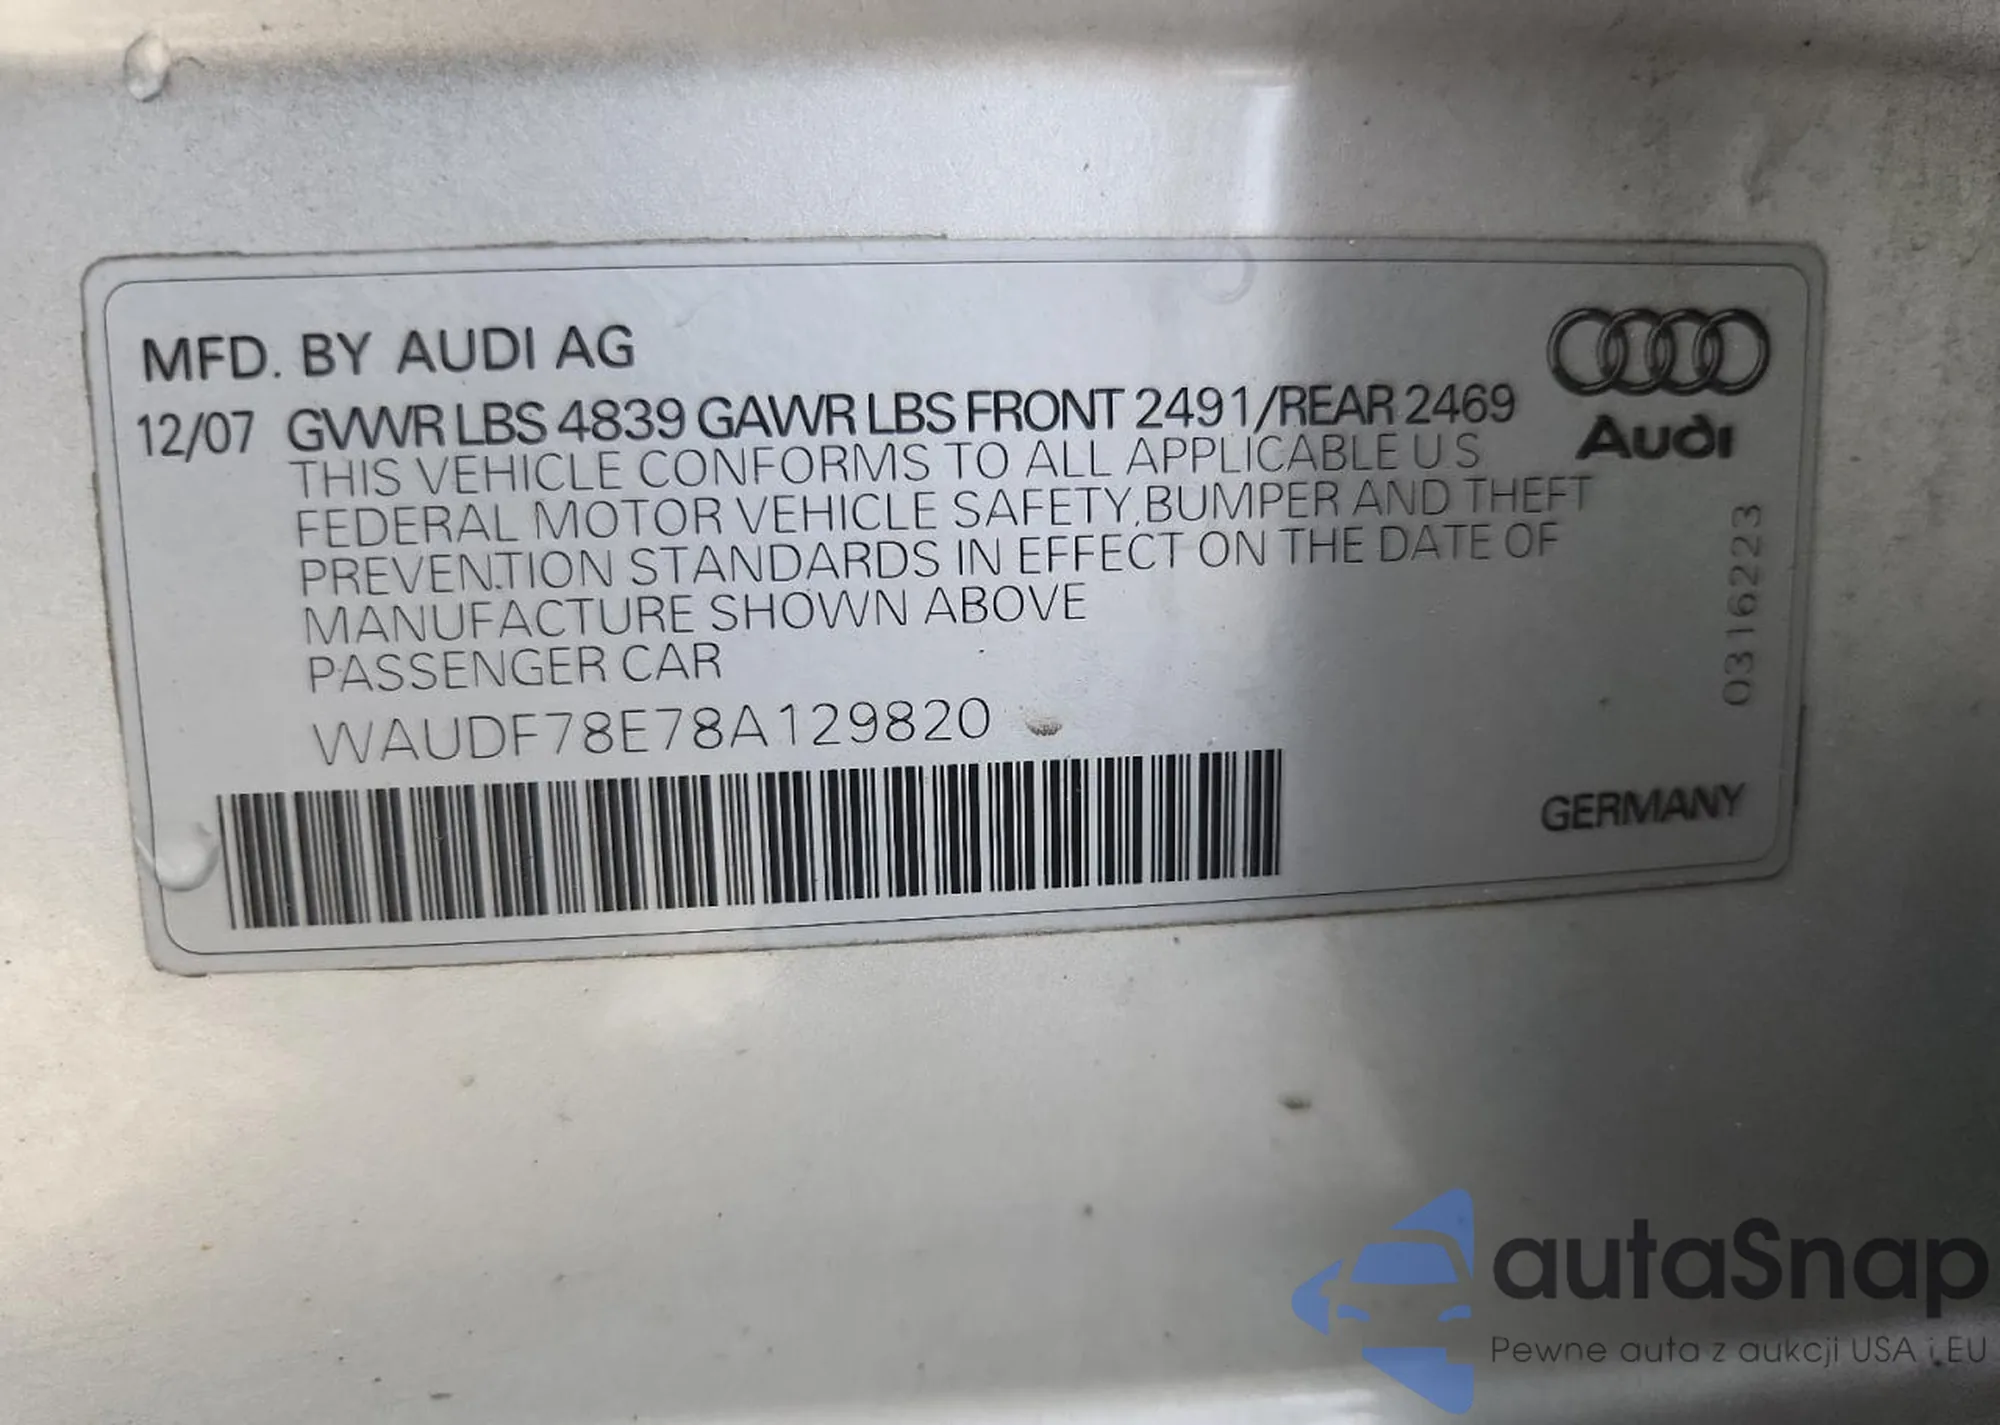 MFD. BY AUDI AG
12/07 GVWR LBS 4839 GAWR LBS FRONT 2491/REAR 2469
THIS VEHICLE CONFORMS TO ALL APPLICABLE U S
FEDERAL MOTOR VEHICLE SAFETY,BUMPER AND THEFT
PREVENTION STANDARDS IN EFFECT ON THE DATE OF
MANUFACTURE SHOWN ABOVE
PASSENGER CAR
WAUDF78E78A129820
Audi
0316223
GERMANY
autaSnap
Pewne auta z aukcji USA i EU